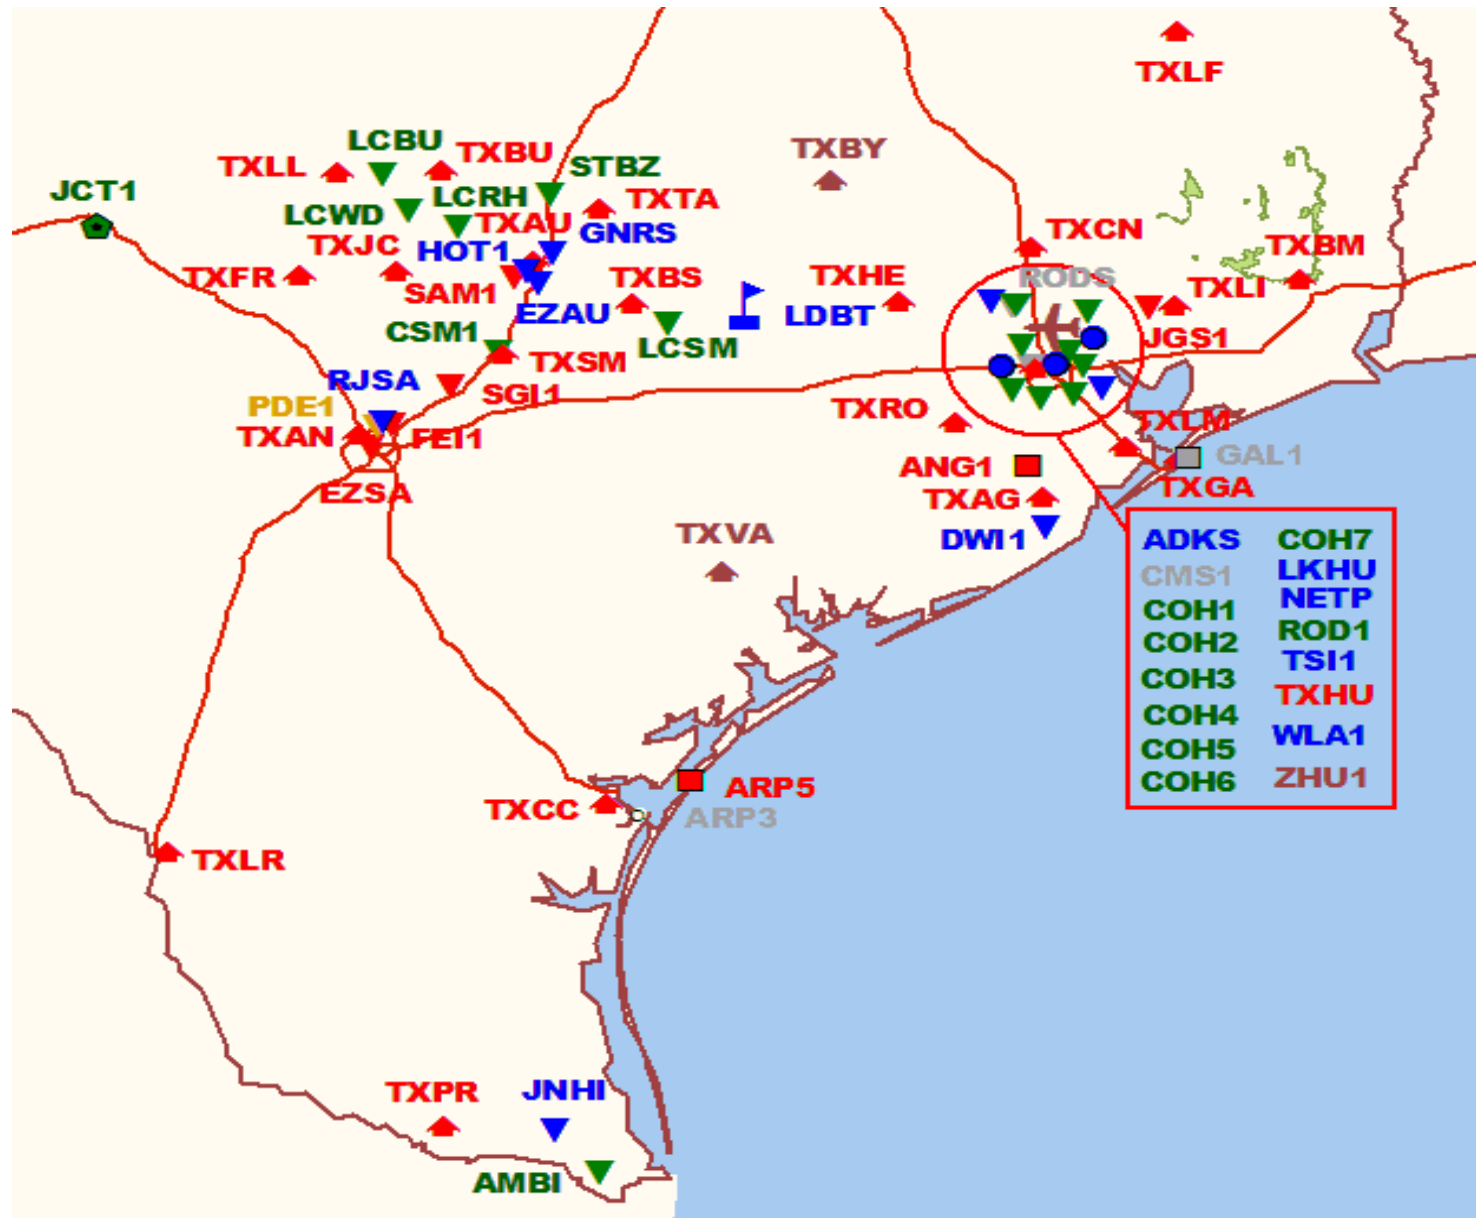 TXLF
LCBU
TXBU
TXBY
TXLL
STBZ
JCT1
LCRH
TXTA
LCWD
TXAU
GNRS
TXCN
TXJC
HOT1
TXBM
TXFR
TXBS
TXHE
RODS
SAM1
TXLI
EZAU
LDBT
CSM1
LCSM
JGS1
TXSM
RJSA
SGI1
PDE1
TXRO
TXLM
TXAN
FEI1
GAL1
ANG1
EZSA
TXAG
TXGA
TXVA
DWI1
ADKS
COH7
CMS1
LKHU
NETP
COH1
ROD1
COH2
TSI1
COH3
TXHU
COH4
WLA1
COH5
COH6
ZHU1
ARP5
TXCC
ARP3
TXLR
TXPR
JNHI
AMBI